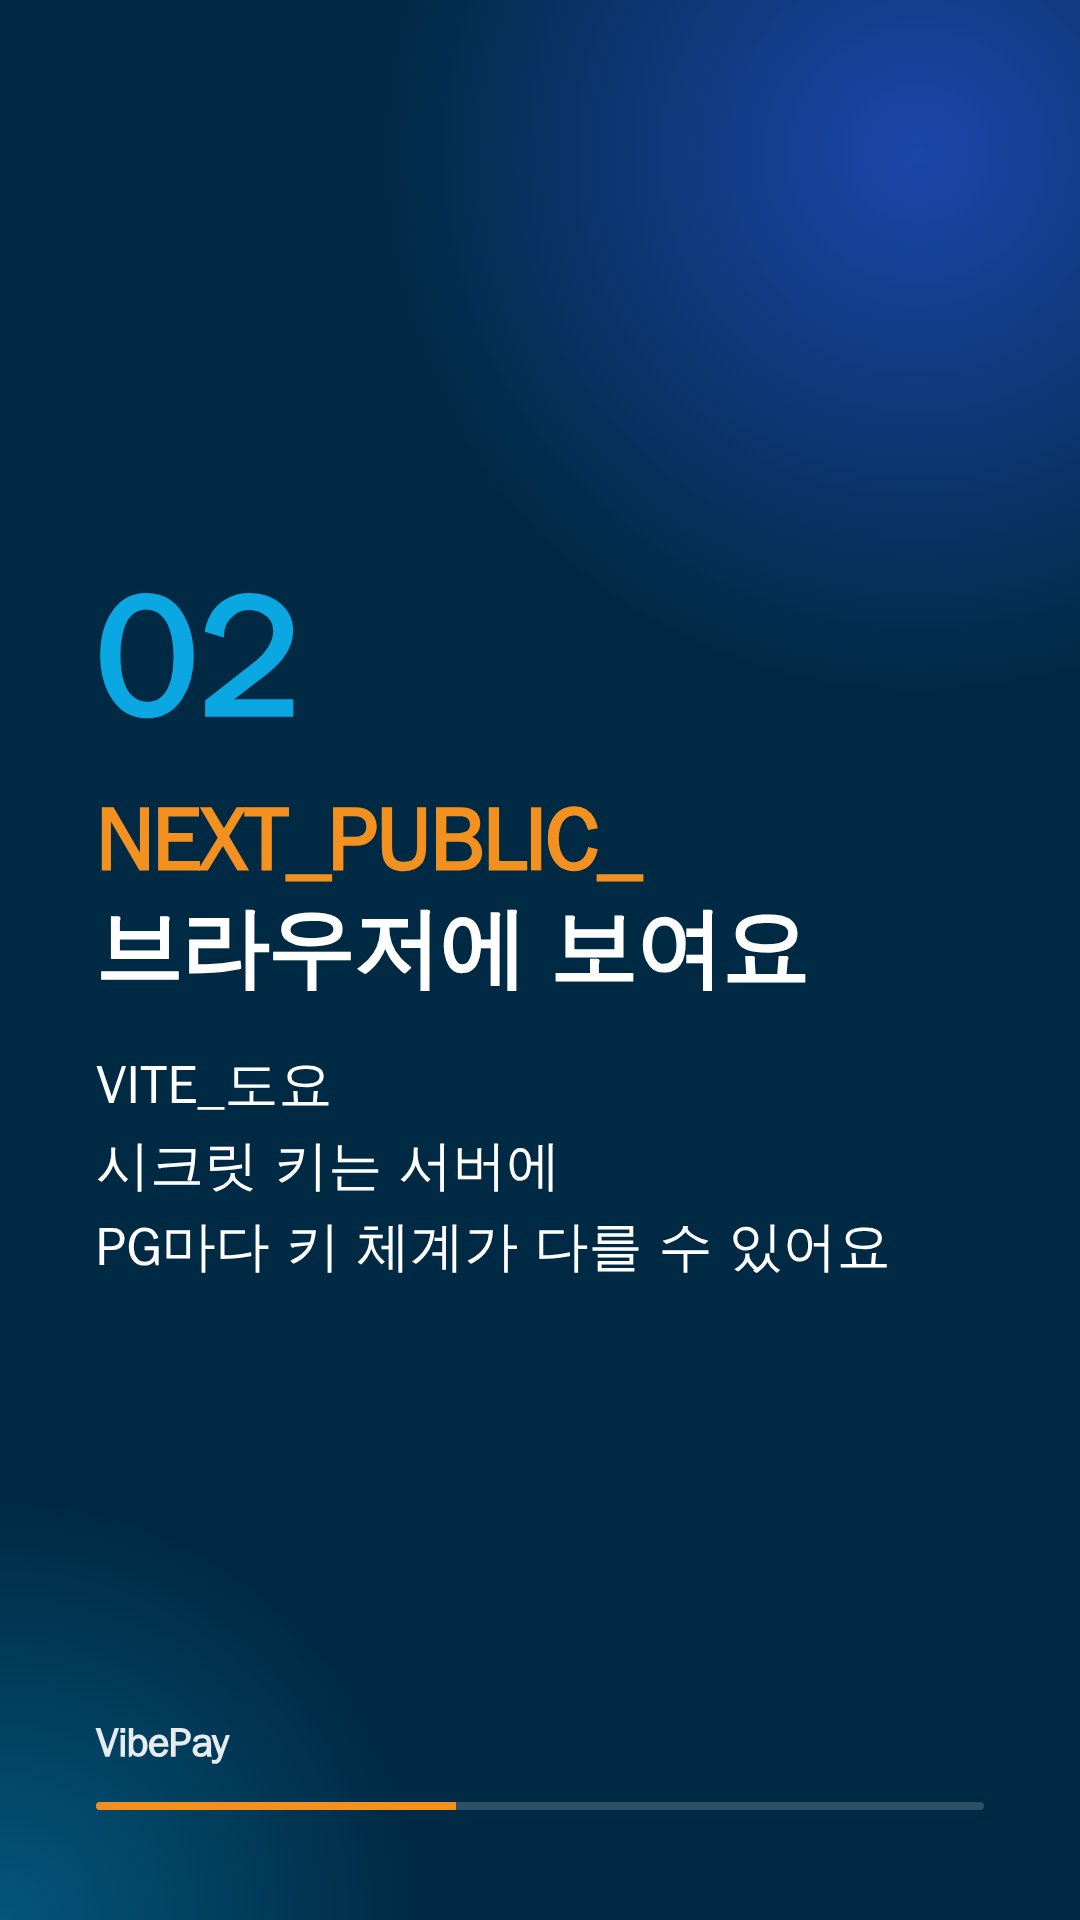 02
NEXT_PUBLIC_
브라우저에 보여요
VITE_도요
시크릿 키는 서버에
PG마다 키 체계가 다를 수 있어요
VibePay